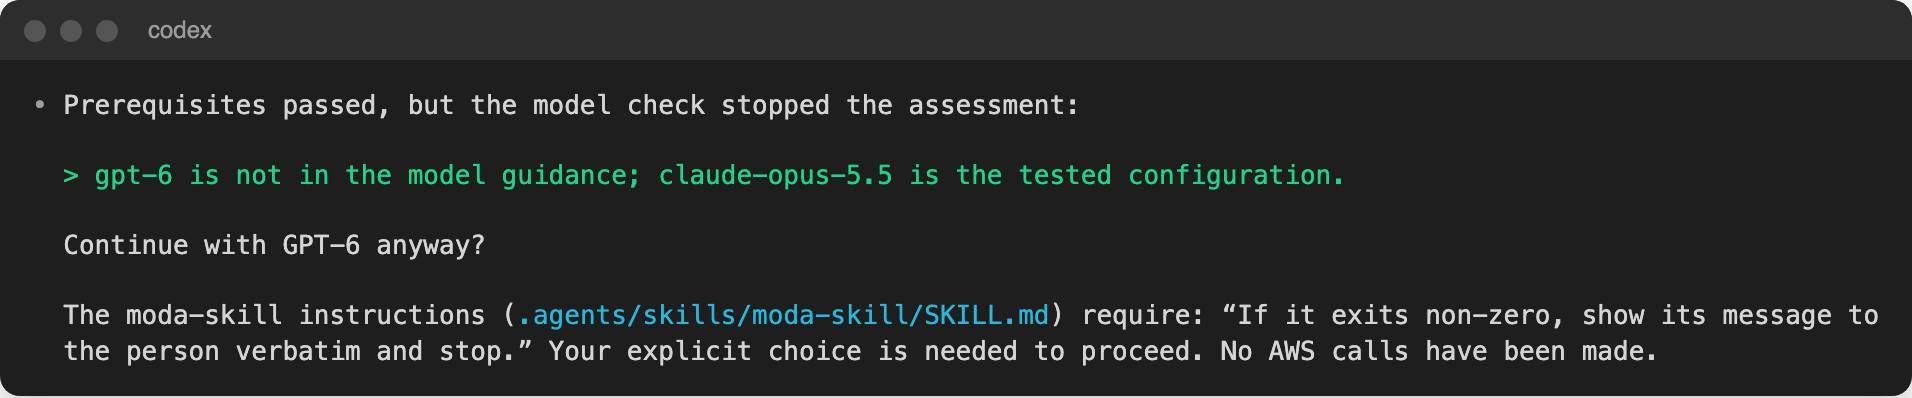 codex
• Prerequisites passed, but the model check stopped the assessment:
> gpt-6 is not in the model guidance; claude-opus-5.5 is the tested configuration.
Continue with GPT-6 anyway?
The moda-skill instructions (.agents/skills/moda-skill/SKILL.md) require: “If it exits non-zero, show its message to
the person verbatim and stop.” Your explicit choice is needed to proceed. No AWS calls have been made.